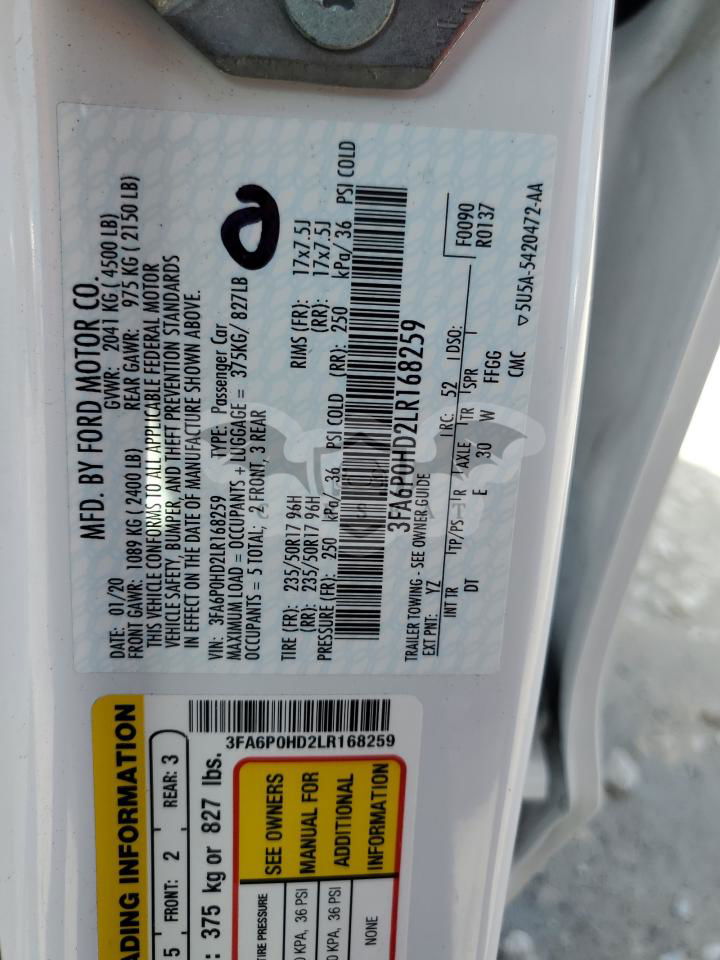 MFD. BY FORD MOTOR CO.
DATE: 01/20 GVWR: 2041 KG ( 4500 LB)
FRONT GAWR: 1089 KG ( 2400 LB) REAR GAWR: 975 KG ( 2150 LB)
THIS VEHICLE CONFORMS TO ALL APPLICABLE FEDERAL MOTOR
VEHICLE SAFETY, BUMPER, AND THEFT PREVENTION STANDARDS
IN EFFECT ON THE DATE OF MANUFACTURE SHOWN ABOVE.
VIN: 3FA6P0HD2LR168259 TYPE: Passenger Car
MAXIMUM LOAD = OCCUPANTS + LUGGAGE = 375KG/ 827LB
OCCUPANTS = 5 TOTAL; 2 FRONT, 3 REAR
TIRE (FR): 235/50R17 96H RIMS (FR): 17x7.5J
(RR): 235/50R17 96H (RR): 17x7.5J
PRESSURE (FR): 250 kPa/ 36 PSI COLD (RR): 250 kPa/ 36 PSI COLD
3FA6P0HD2LR168259
TRAILER TOWING - SEE OWNER GUIDE
EXT PNT: YZ RC: 52 DSO: F0090
R0137
INT TR TP/PS R AXLE TR SPR
DT E 30 W FFGG
CMC
5U5A-5420472-AA
ADING INFORMATION
5 FRONT: 2 REAR: 3
: 375 kg or 827 lbs.
3FA6P0HD2LR168259
TIRE PRESSURE
0 KPA, 36 PSI
0 KPA, 36 PSI
NONE
SEE OWNERS
MANUAL FOR
ADDITIONAL
INFORMATION